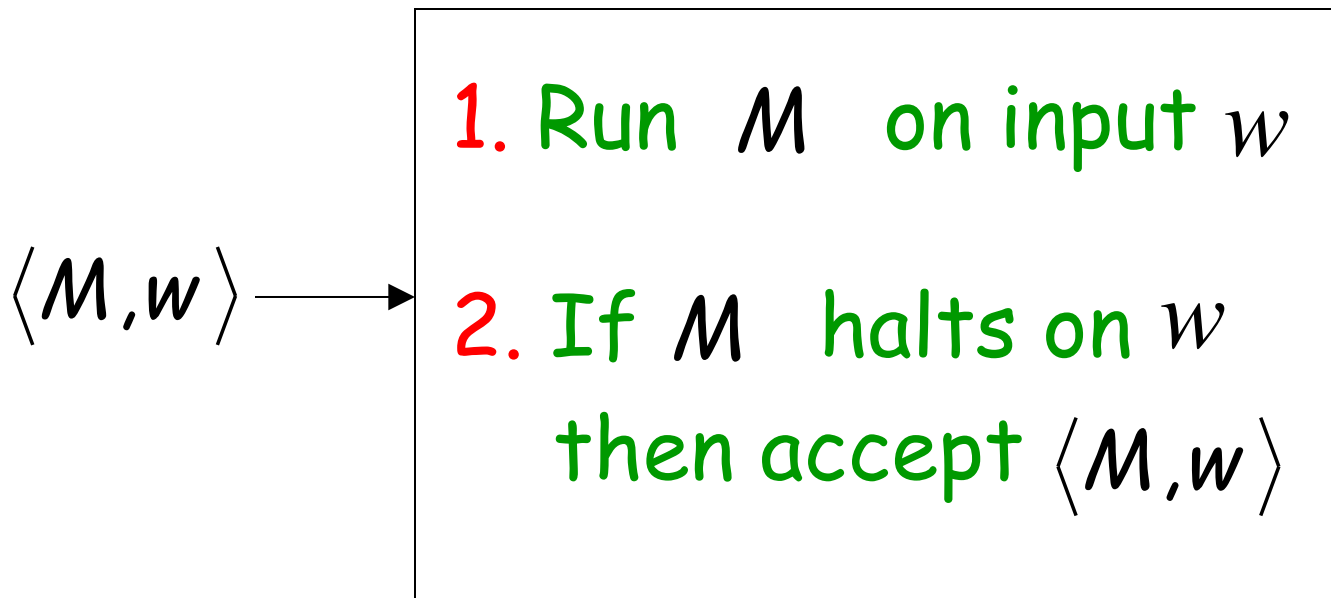 1. Run M on input w
⟨M,w⟩
2. If M halts on w
then accept ⟨M,w⟩